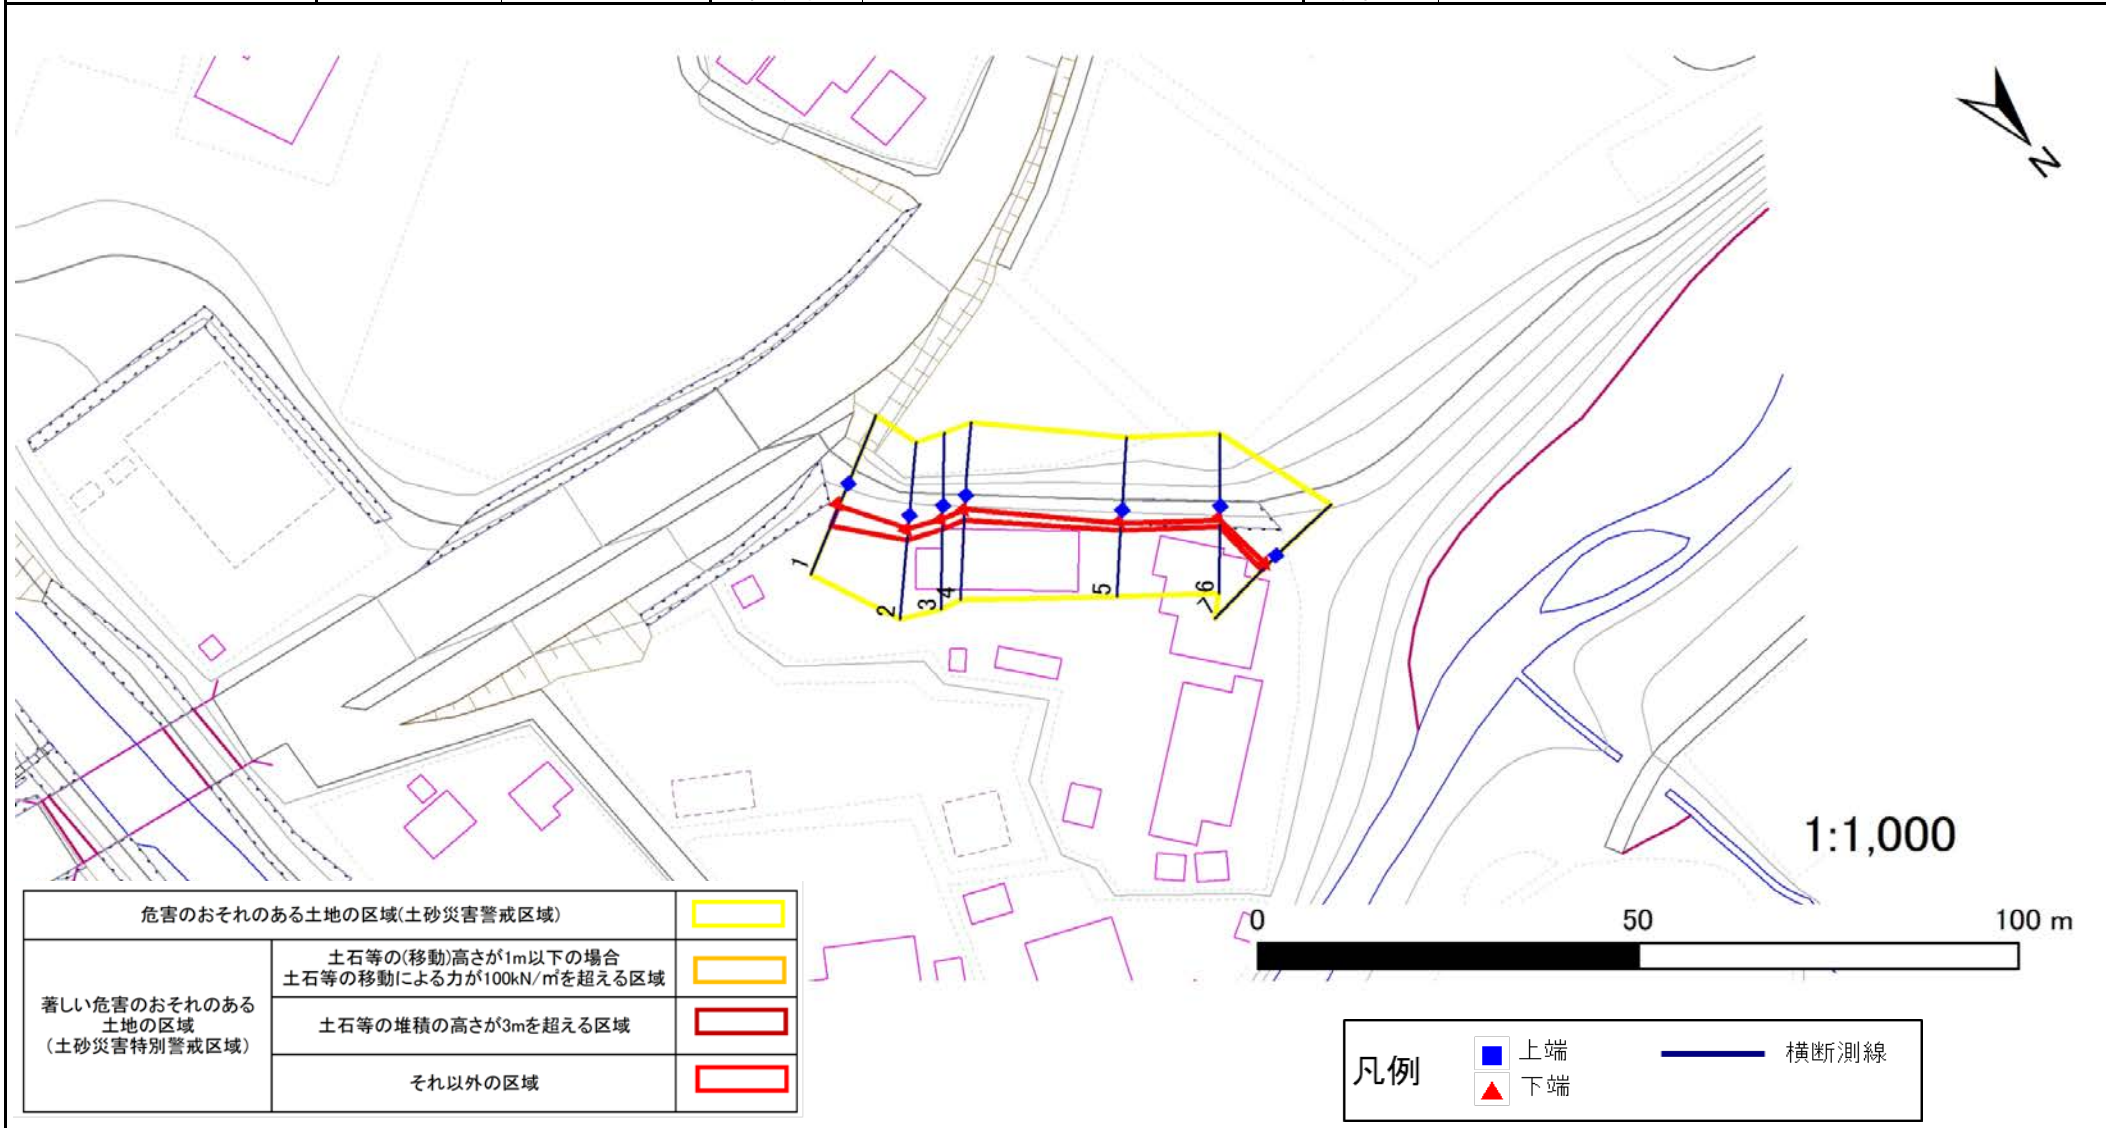 N
1
2
3
4
5
6
7
1:1,000
0 50 100 m
危害のおそれのある土地の区域(土砂災害警戒区域)
著しい危害のおそれのある
土地の区域
(土砂災害特別警戒区域)
土石等の(移動)高さが1m以下の場合
土石等の移動による力が100kN/㎡を超える区域
土石等の堆積の高さが3mを超える区域
それ以外の区域
凡例
上端
下端
横断測線